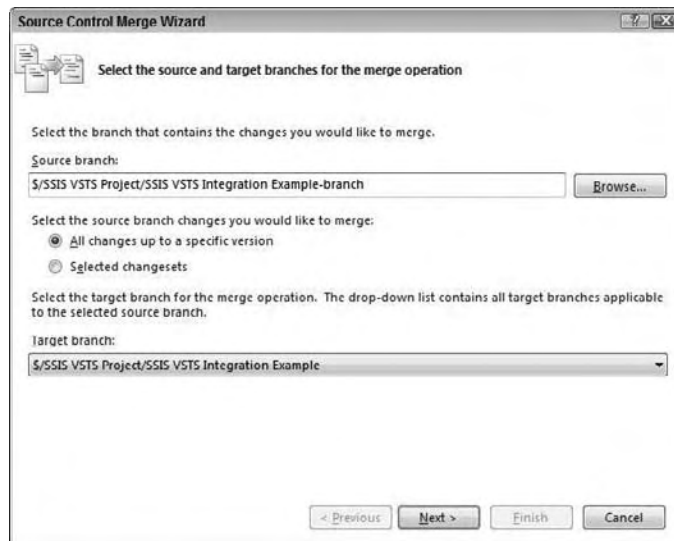 Source Control Merge Wizard
Select the source and target branches for the merge operation
Select the branch that contains the changes you would like to merge.
Source branch:
$/SSIS VSTS Project/SSIS VSTS Integration Example-branch
Browse...
Select the source branch changes you would like to merge:
All changes up to a specific version
Selected changesets
Select the target branch for the merge operation. The drop-down list contains all target branches applicable
to the selected source branch.
Target branch:
$/SSIS VSTS Project/SSIS VSTS Integration Example
< Previous Next > Finish Cancel